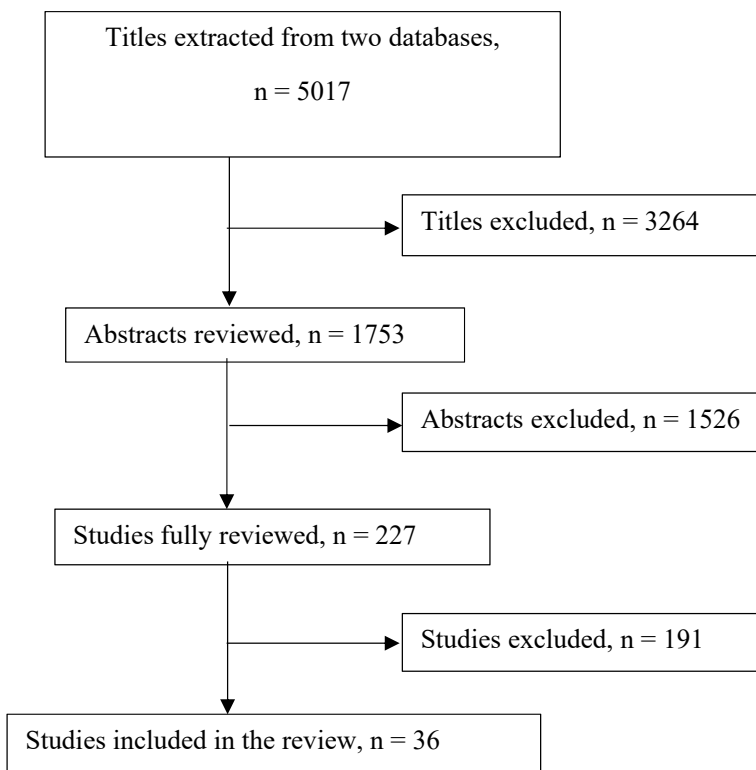 Titles extracted from two databases,
n = 5017
Titles excluded, n = 3264
Abstracts reviewed, n = 1753
Abstracts excluded, n = 1526
Studies fully reviewed, n = 227
Studies excluded, n = 191
Studies included in the review, n = 36